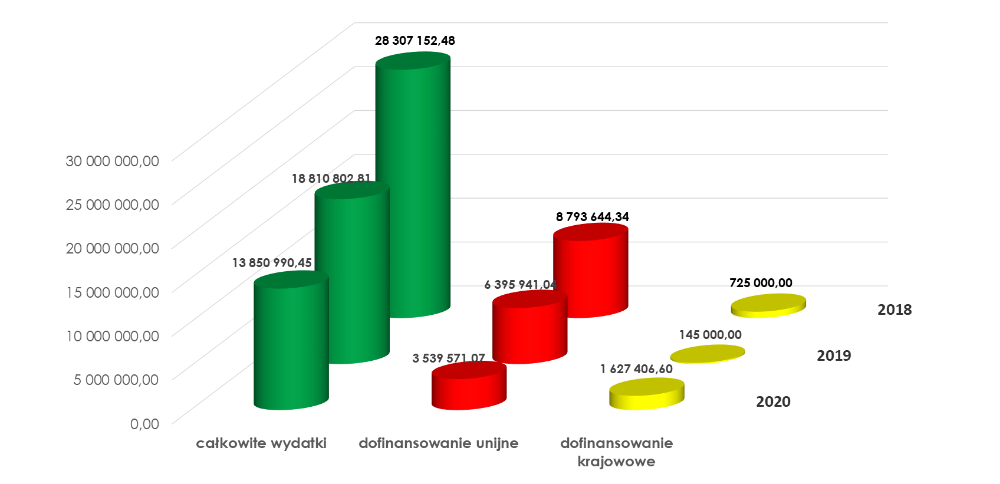 28 307 152,48
30 000 000,00
18 810 802,81
25 000 000,00
8 793 644,34
20 000 000,00
13 850 990,45
15 000 000,00
6 395 941,04
725 000,00
2018
10 000 000,00
145 000,00
2019
5 000 000,00
3 539 571,07
1 627 406,60
2020
0,00
całkowite wydatki
dofinansowanie unijne
dofinansowanie
krajowowe